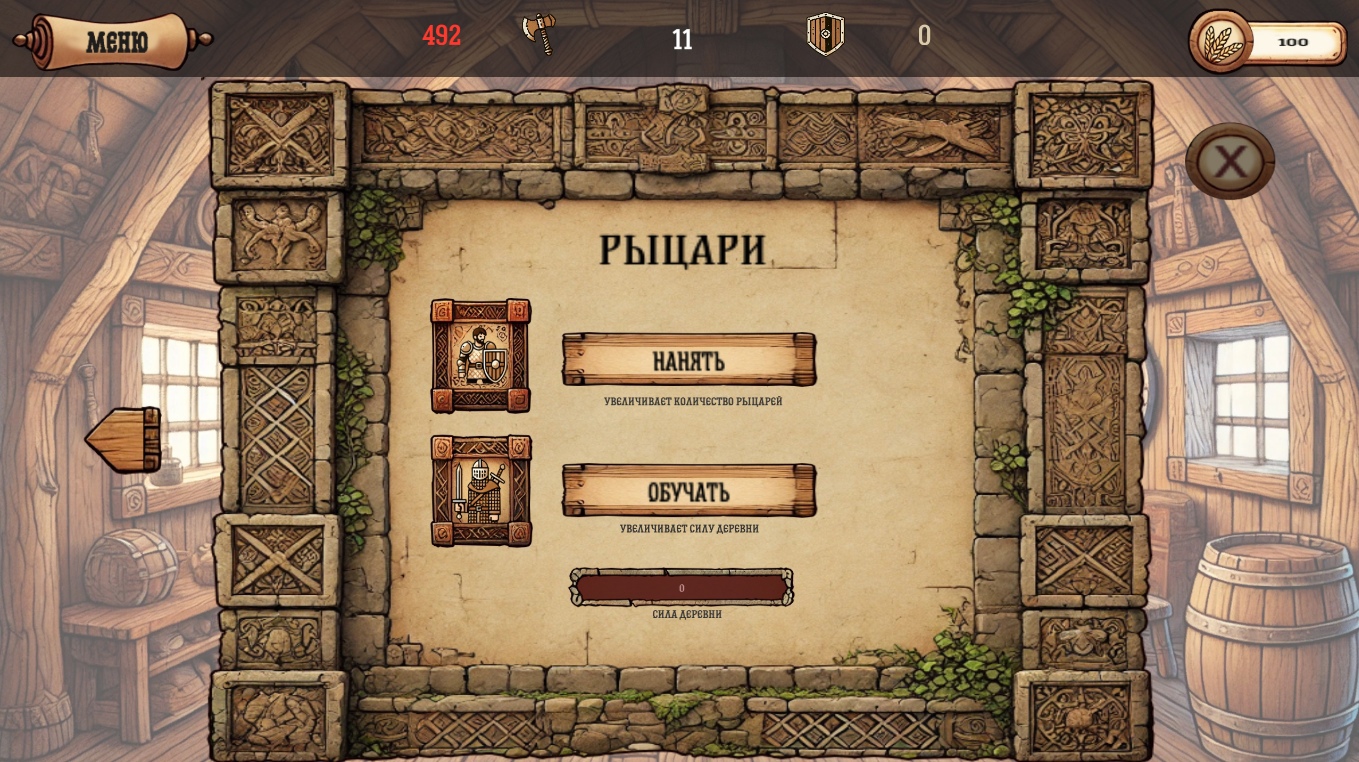 МЕНЮ
492
11
0
100
X
РЫЦАРИ
НАНЯТЬ
УВЕЛИЧИВАЕТ КОЛИЧЕСТВО РЫЦАРЕЙ
ОБУЧАТЬ
УВЕЛИЧИВАЕТ СИЛУ ДЕРЕВНИ
0
СИЛА ДЕРЕВНИ